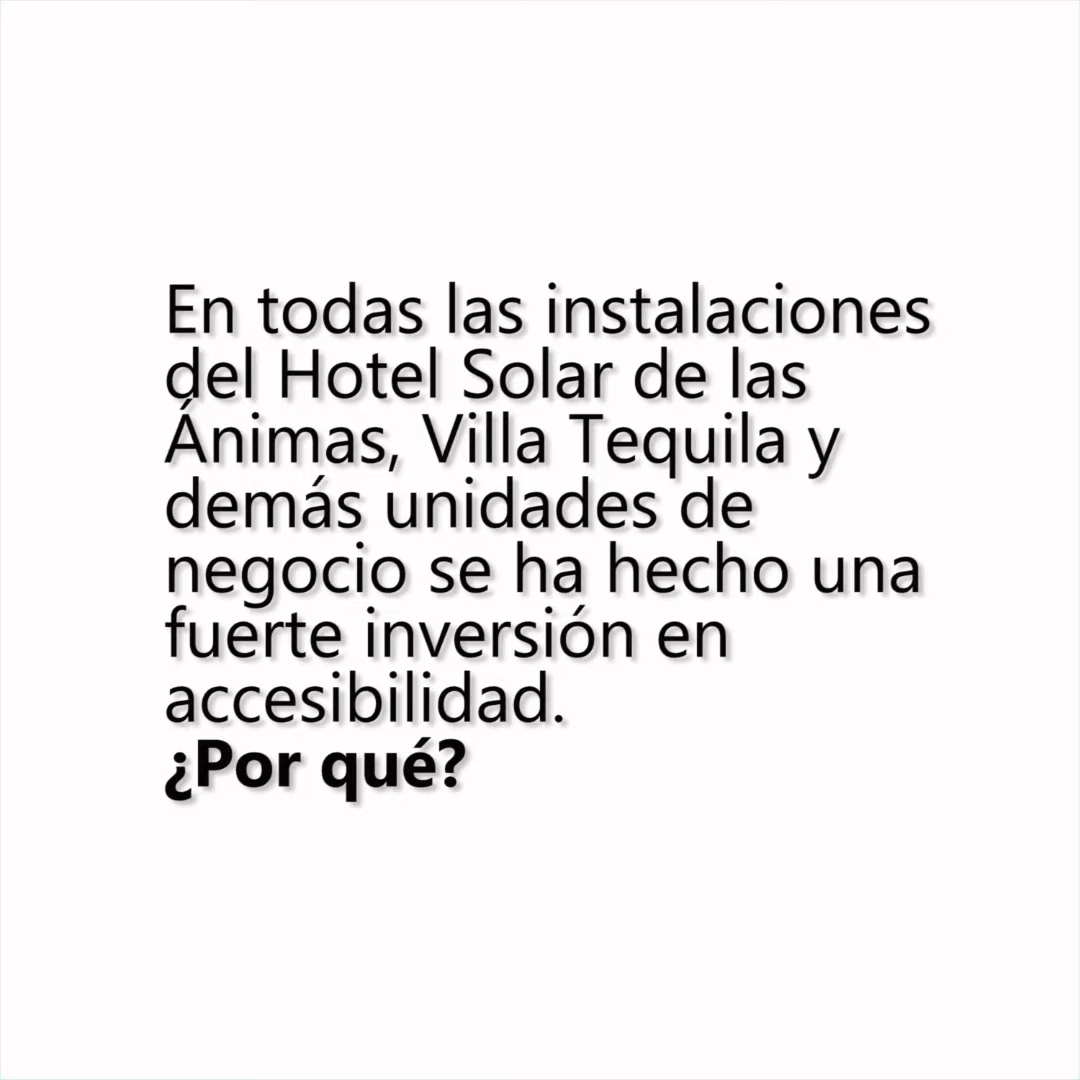 En todas las instalaciones
del Hotel Solar de las
Ánimas, Villa Tequila y
demás unidades de
negocio se ha hecho una
fuerte inversión en
accesibilidad.
¿Por qué?